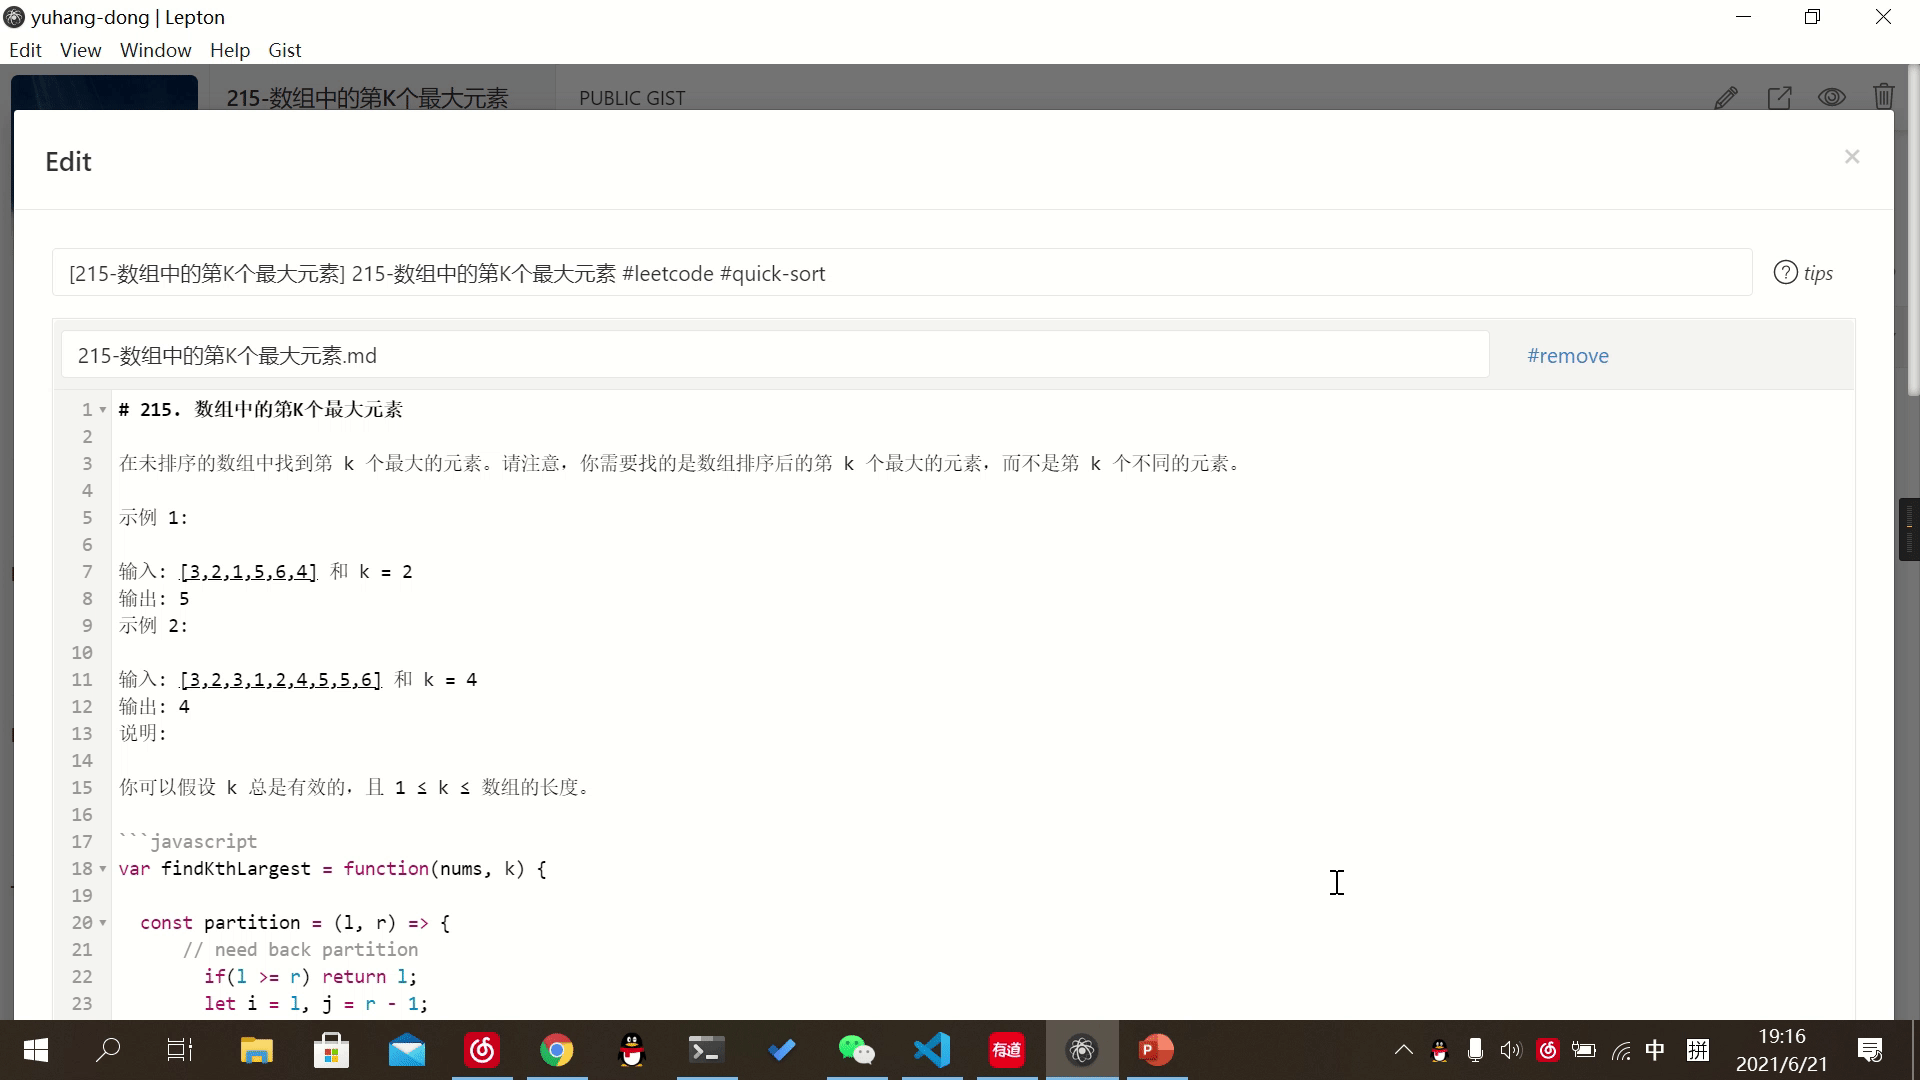 yuhang-dong | Lepton
Edit View Window Help Gist
215-数组中的第K个最大元素 PUBLIC GIST
Edit ×
[215-数组中的第K个最大元素] 215-数组中的第K个最大元素 #leetcode #quick-sort ? tips
215-数组中的第K个最大元素.md #remove
1 # 215. 数组中的第K个最大元素
2
3 在未排序的数组中找到第 k 个最大的元素。请注意，你需要找的是数组排序后的第 k 个最大的元素，而不是第 k 个不同的元素。
4
5 示例 1:
6
7 输入: [3,2,1,5,6,4] 和 k = 2
8 输出: 5
9 示例 2:
10
11 输入: [3,2,3,1,2,4,5,5,6] 和 k = 4
12 输出: 4
13 说明:
14
15 你可以假设 k 总是有效的，且 1 ≤ k ≤ 数组的长度。
16
17 ```javascript
18 var findKthLargest = function(nums, k) {
19
20 const partition = (l, r) => {
21 // need back partition
22 if(l >= r) return l;
23 let i = l, j = r - 1;
有道 P 中 拼 19:16
2021/6/21